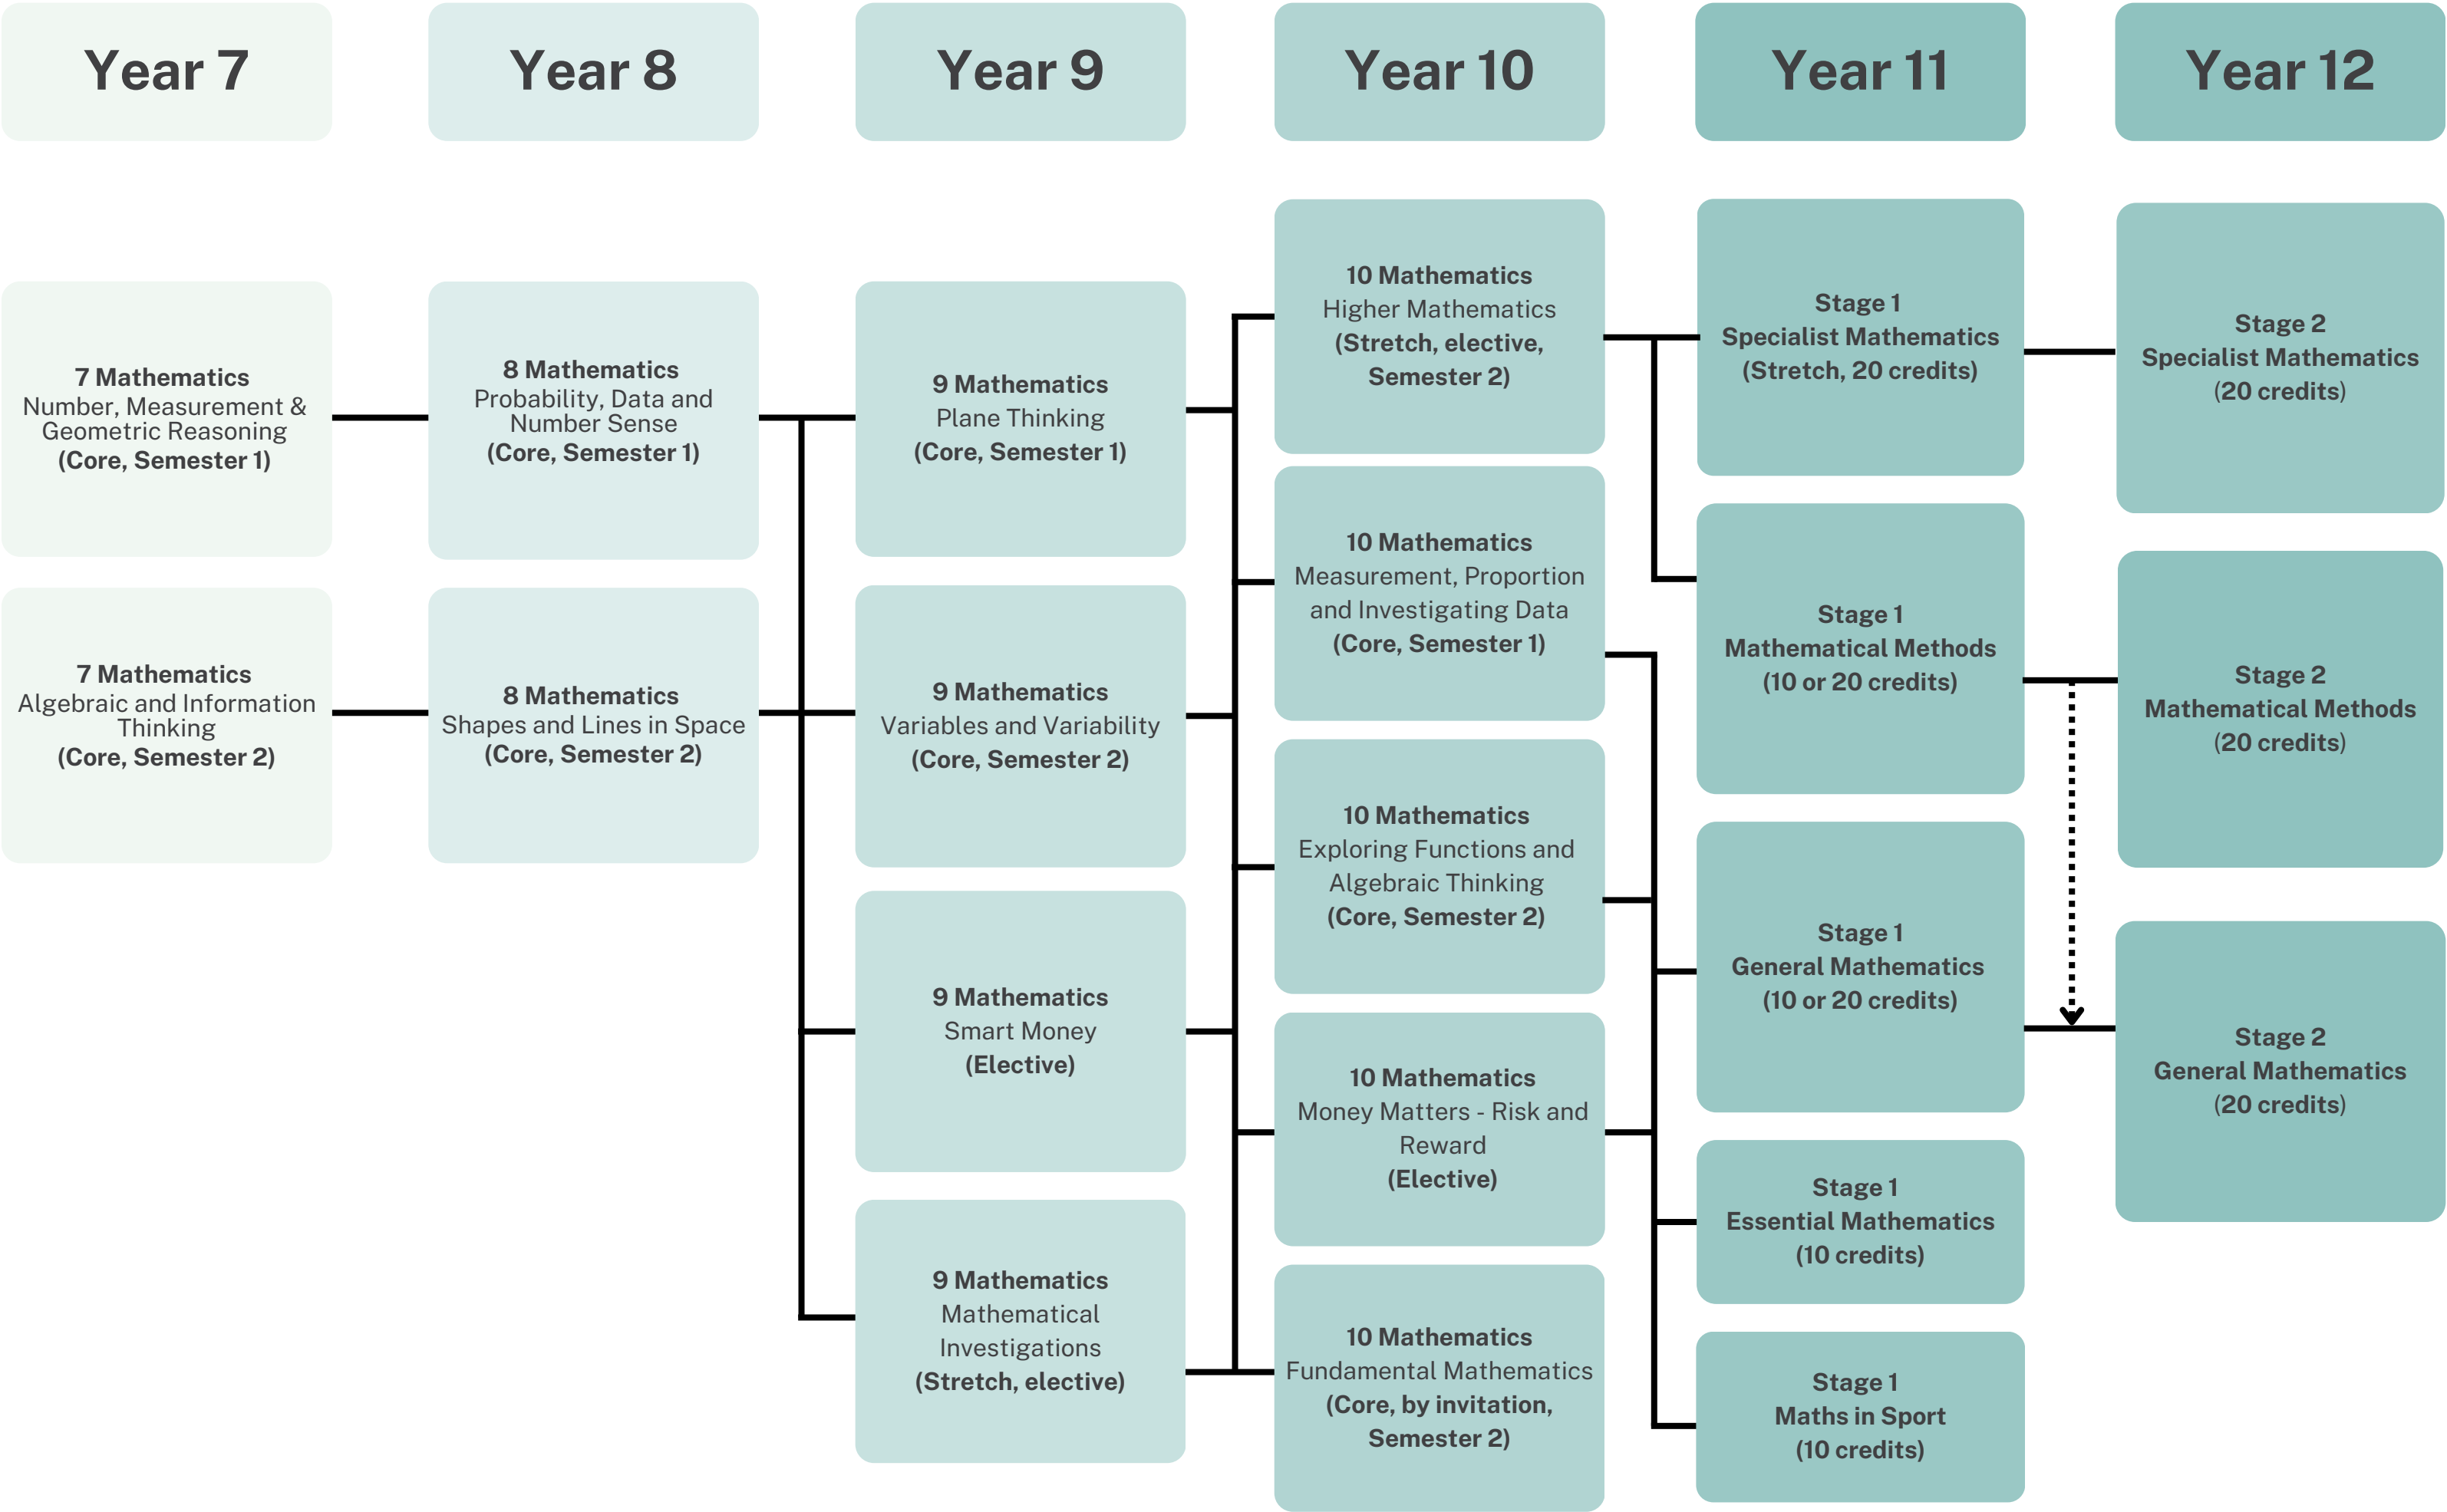 Year 7
Year 8
Year 9
Year 10
Year 11
Year 12
7 Mathematics
Number, Measurement &
Geometric Reasoning
(Core, Semester 1)
7 Mathematics
Algebraic and Information
Thinking
(Core, Semester 2)
8 Mathematics
Probability, Data and
Number Sense
(Core, Semester 1)
8 Mathematics
Shapes and Lines in Space
(Core, Semester 2)
9 Mathematics
Plane Thinking
(Core, Semester 1)
9 Mathematics
Variables and Variability
(Core, Semester 2)
9 Mathematics
Smart Money
(Elective)
9 Mathematics
Mathematical
Investigations
(Stretch, elective)
10 Mathematics
Higher Mathematics
(Stretch, elective,
Semester 2)
10 Mathematics
Measurement, Proportion
and Investigating Data
(Core, Semester 1)
10 Mathematics
Exploring Functions and
Algebraic Thinking
(Core, Semester 2)
10 Mathematics
Money Matters - Risk and
Reward
(Elective)
10 Mathematics
Fundamental Mathematics
(Core, by invitation,
Semester 2)
Stage 1
Specialist Mathematics
(Stretch, 20 credits)
Stage 1
Mathematical Methods
(10 or 20 credits)
Stage 1
General Mathematics
(10 or 20 credits)
Stage 1
Essential Mathematics
(10 credits)
Stage 1
Maths in Sport
(10 credits)
Stage 2
Specialist Mathematics
(20 credits)
Stage 2
Mathematical Methods
(20 credits)
Stage 2
General Mathematics
(20 credits)